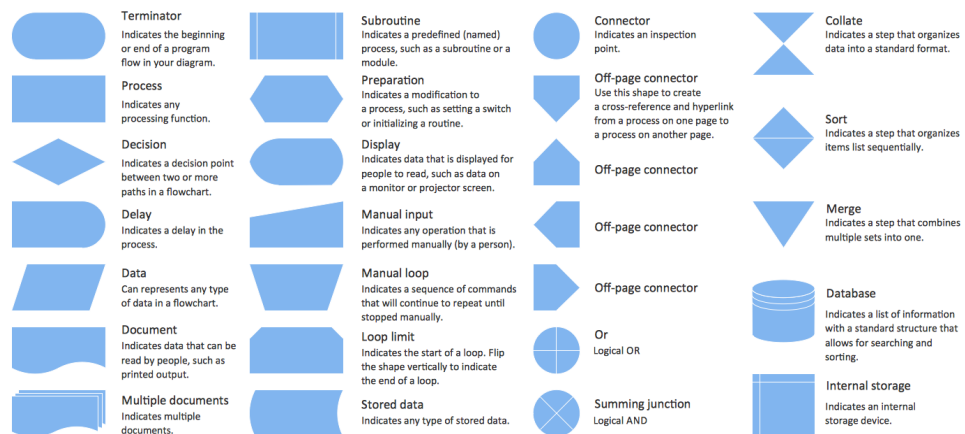 Terminator
Indicates the beginning
or end of a program
flow in your diagram.
Process
Indicates any
processing function.
Decision
Indicates a decision point
between two or more
paths in a flowchart.
Delay
Indicates a delay in the
process.
Data
Can represents any type
of data in a flowchart.
Document
Indicates data that can be
read by people, such as
printed output.
Multiple documents
Indicates multiple
documents.
Subroutine
Indicates a predefined (named)
process, such as a subroutine or a
module.
Preparation
Indicates a modification to
a process, such as setting a switch
or initializing a routine.
Display
Indicates data that is displayed for
people to read, such as data on
a monitor or projector screen.
Manual input
Indicates any operation that is
performed manually (by a person).
Manual loop
Indicates a sequence of commands
that will continue to repeat until
stopped manually.
Loop limit
Indicates the start of a loop. Flip
the shape vertically to indicate
the end of a loop.
Stored data
Indicates any type of stored data.
Connector
Indicates an inspection
point.
Off-page connector
Use this shape to create
a cross-reference and hyperlink
from a process on one page to
a process on another page.
Off-page connector
Off-page connector
Off-page connector
Or
Logical OR
Summing junction
Logical AND
Collate
Indicates a step that organizes
data into a standard format.
Sort
Indicates a step that organizes
items list sequentially.
Merge
Indicates a step that combines
multiple sets into one.
Database
Indicates a list of information
with a standard structure that
allows for searching and
sorting.
Internal storage
Indicates an internal
storage device.